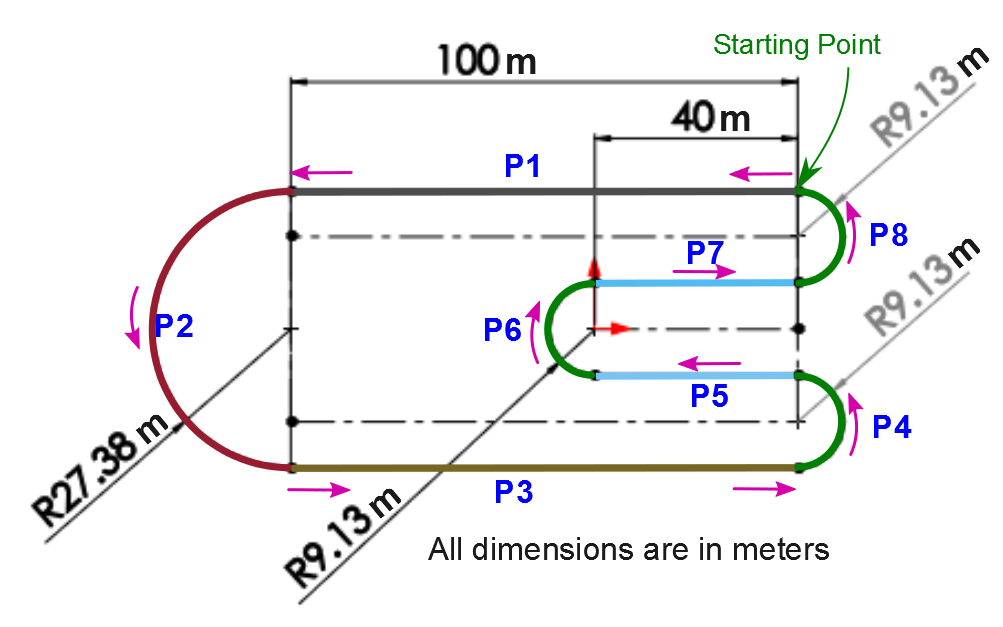 Starting Point
100 m
R9.13 m
40 m
P1
P8
P7
R9.13 m
P2
P6
P5
P4
R27.38 m
P3
R9.13 m
All dimensions are in meters